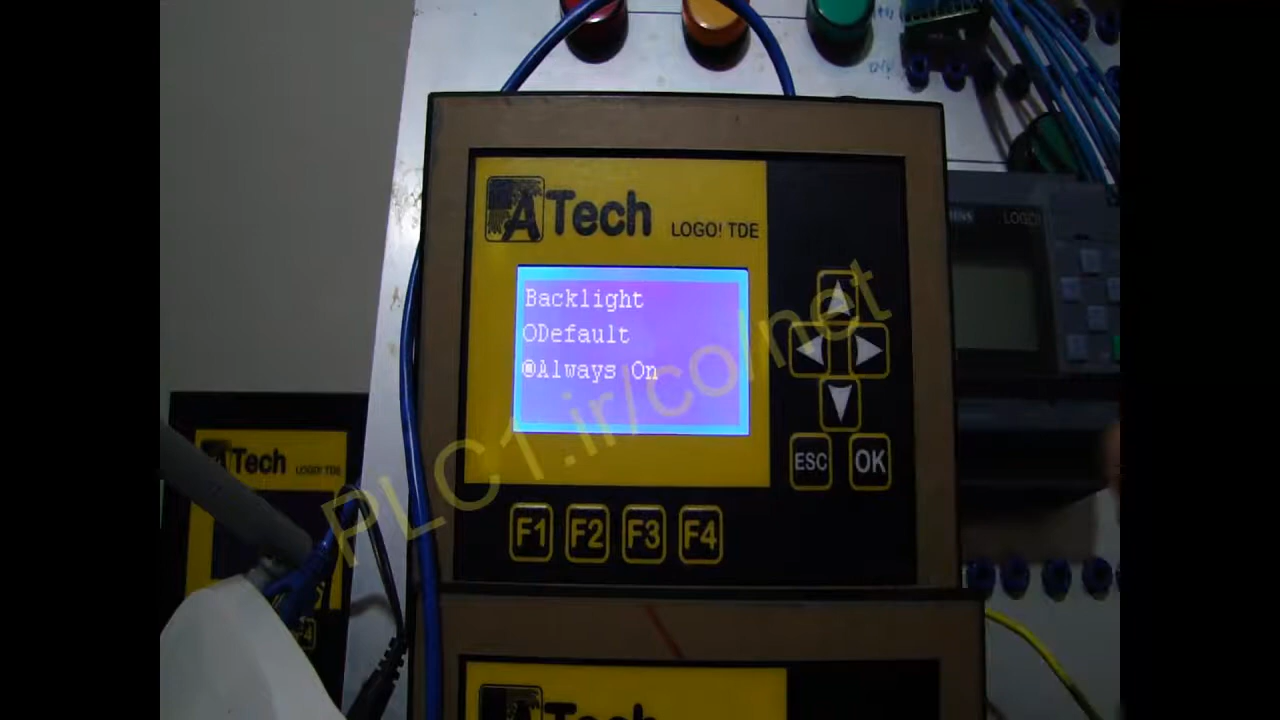 ATech LOGO! TDE
Backlight
Default
Always On
ESC OK
F1 F2 F3 F4
PLC1.ir/colnet
LOGO!
ATech LOGO! TDE
ATech